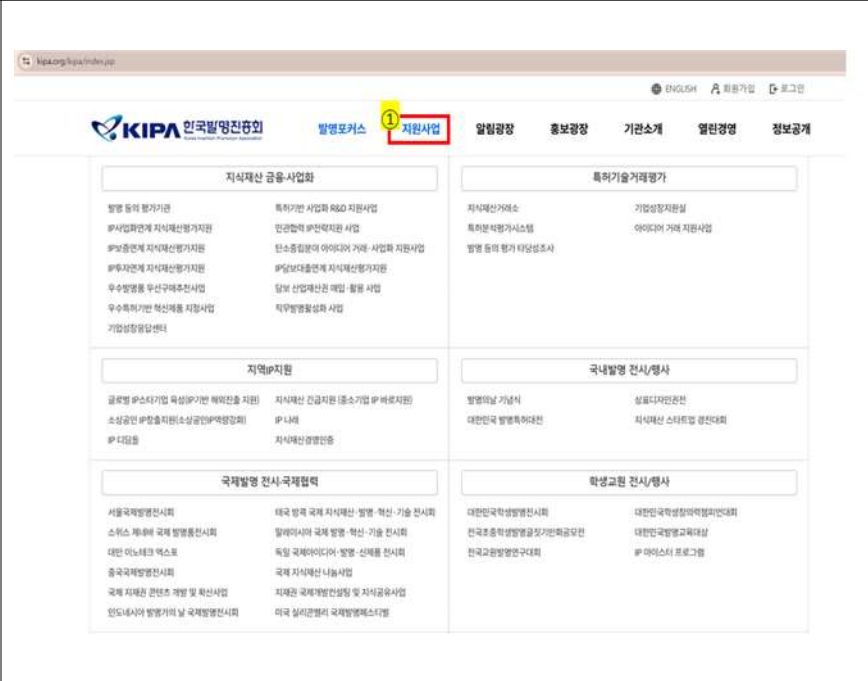 kipa.org/kipa/index.jsp
ENGLISH 회원가입 로그인
KIPA 한국발명진흥회
발명포커스 ① 지원사업 알림광장 홍보광장 기관소개 열린경영 정보공개
지식재산 금융·사업화
발명 등의 평가기관 특허기반 사업화 R&D 지원사업
IP사업화연계 지식재산평가지원 민관협력 IP전략지원 사업
IP보증연계 지식재산평가지원 탄소중립분야 아이디어 거래·사업화 지원사업
IP투자연계 지식재산평가지원 IP담보대출연계 지식재산평가지원
우수발명품 우선구매추천사업 담보 산업재산권 매입·활용 사업
우수특허기반 혁신제품 지정사업 직무발명활성화 사업
기업성장응답센터
특허기술거래평가
지식재산거래소 기업성장지원실
특허분석평가시스템 아이디어 거래 지원사업
발명 등의 평가 타당성조사
지역IP지원
글로벌 IP스타기업 육성(IP기반 해외진출 지원) 지식재산 긴급지원 (중소기업 IP 바로지원)
소상공인 IP창출지원(소상공인IP역량강화) IP 나래
IP 디딤돌 지식재산경영인증
국내발명 전시/행사
발명의날 기념식 상표디자인권전
대한민국 발명특허대전 지식재산 스타트업 경진대회
국제발명 전시·국제협력
서울국제발명전시회 태국 방콕 국제 지식재산·발명·혁신·기술 전시회
스위스 제네바 국제 발명품전시회 말레이시아 국제 발명·혁신·기술 전시회
대만 이노테크 엑스포 독일 국제아이디어·발명·신제품 전시회
중국국제발명전시회 국제 지식재산 나눔사업
국제 지재권 콘텐츠 개발 및 확산사업 지재권 국제개발컨설팅 및 지식공유사업
인도네시아 발명가의 날 국제발명전시회 미국 실리콘밸리 국제발명페스티벌
학생교원 전시/행사
대한민국학생발명전시회 대한민국학생창의력챔피언대회
전국초중학생발명글짓기만화공모전 대한민국발명교육대상
전국교원발명연구대회 IP 마이스터 프로그램